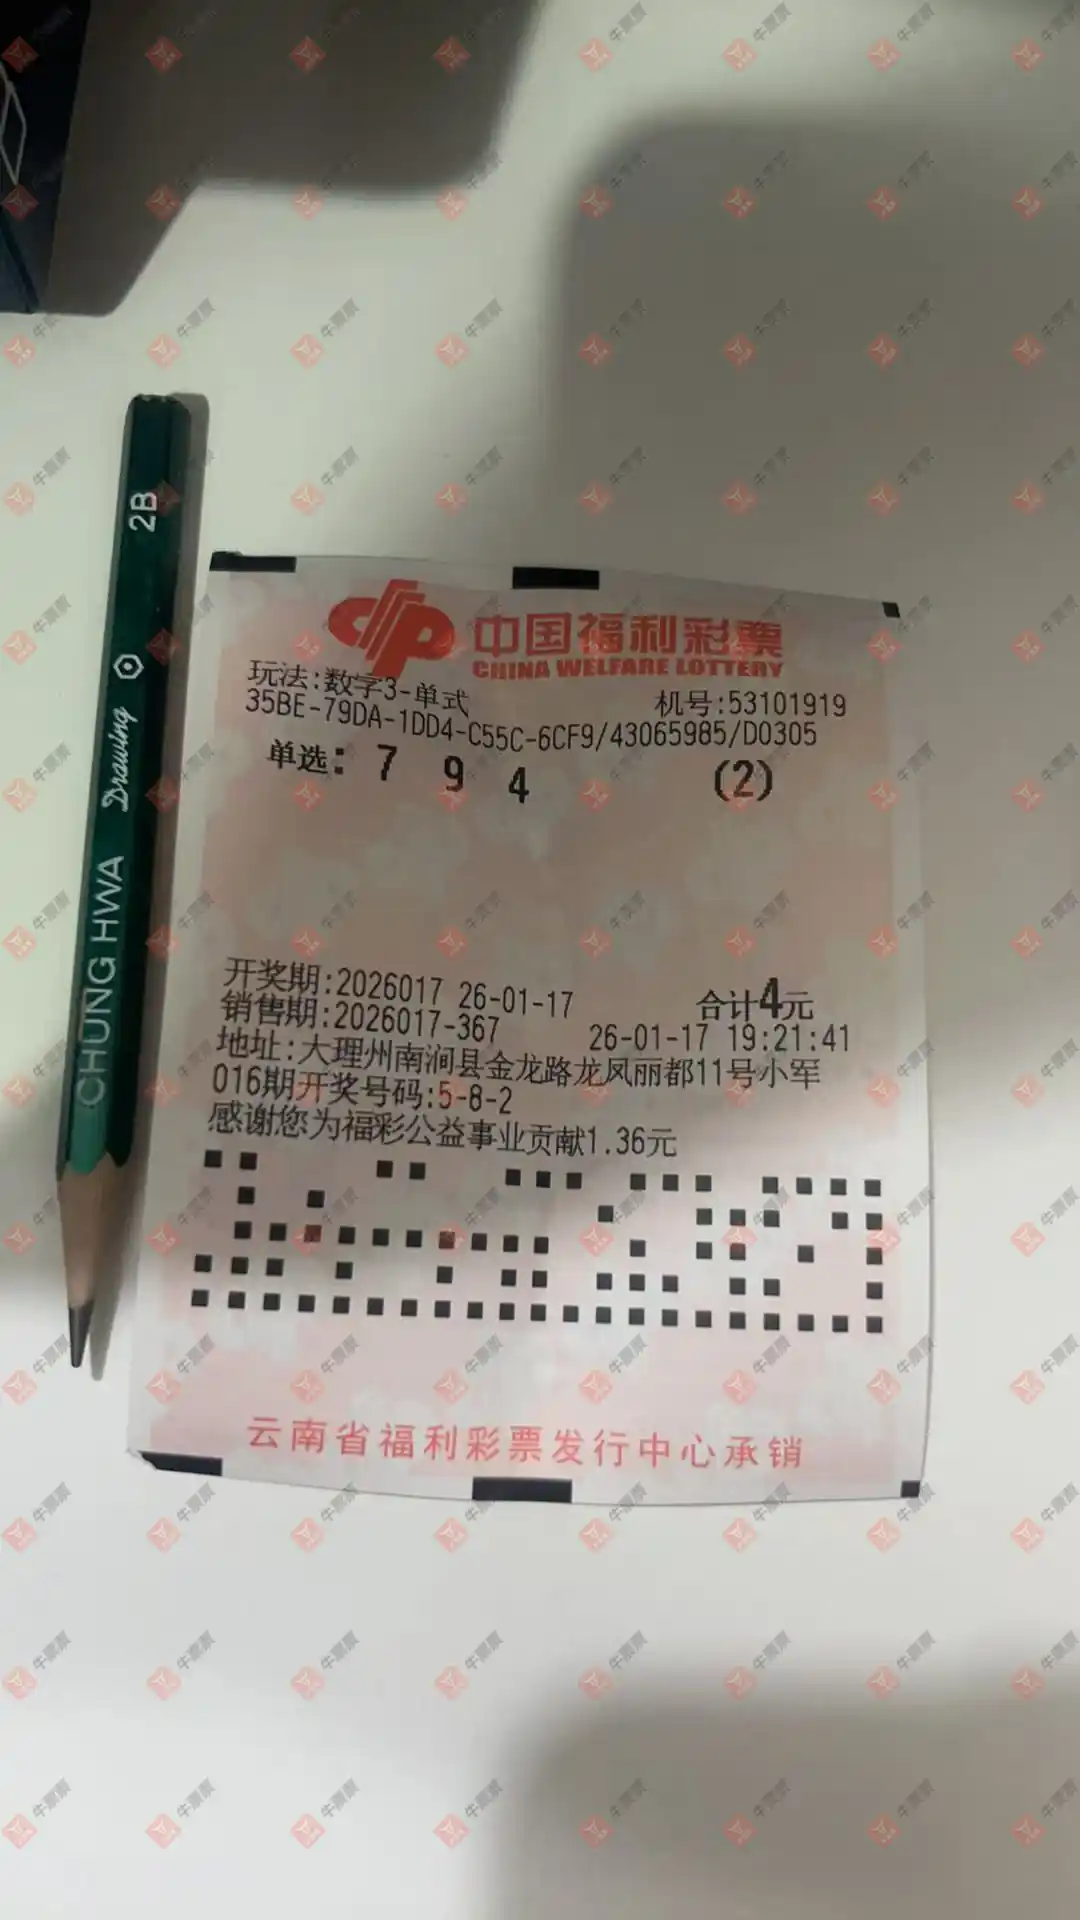 2B
Drawing
CHUNG HWA
中国福利彩票
CHINA WELFARE LOTTERY
玩法:数字3-单式 机号:53101919
35BE-79DA-1DD4-C55C-6CF9/43065985/D0305
单选: 7 9 4 (2)
开奖期:2026017 26-01-17 合计4元
销售期:2026017-367 26-01-17 19:21:41
地址:大理州南涧县金龙路龙凤丽都11号小军
016期开奖号码:5-8-2
感谢您为福彩公益事业贡献1.36元
云南省福利彩票发行中心承销
牛票票